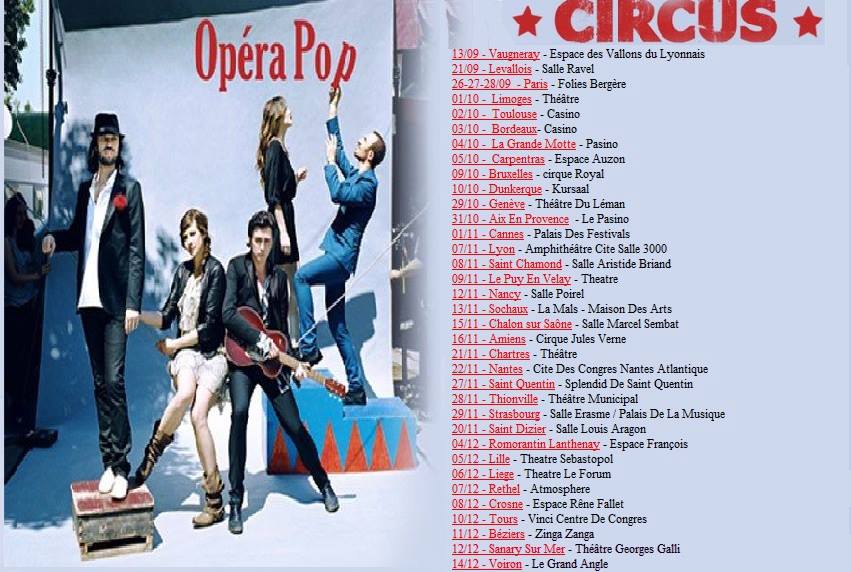 Opéra Pop
CIRCUS
13/09 - Vaugneray - Espace des Vallons du Lyonnais
21/09 - Levallois - Salle Ravel
26-27-28/09 - Paris - Folies Bergère
01/10 - Limoges - Théâtre
02/10 - Toulouse - Casino
03/10 - Bordeaux- Casino
04/10 - La Grande Motte - Pasino
05/10 - Carpentras - Espace Auzon
09/10 - Bruxelles - cirque Royal
10/10 - Dunkerque - Kursaal
29/10 - Genève - Théâtre Du Léman
31/10 - Aix En Provence - Le Pasino
01/11 - Cannes - Palais Des Festivals
07/11 - Lyon - Amphithéâtre Cite Salle 3000
08/11 - Saint Chamond - Salle Aristide Briand
09/11 - Le Puy En Velay - Theatre
12/11 - Nancy - Salle Poirel
13/11 - Sochaux - La Mals - Maison Des Arts
15/11 - Chalon sur Saône - Salle Marcel Sembat
16/11 - Amiens - Cirque Jules Verne
21/11 - Chartres - Théâtre
22/11 - Nantes - Cite Des Congres Nantes Atlantique
27/11 - Saint Quentin - Splendid De Saint Quentin
28/11 - Thionville - Théâtre Municipal
29/11 - Strasbourg - Salle Erasme / Palais De La Musique
20/11 - Saint Dizier - Salle Louis Aragon
04/12 - Romorantin Lanthenay - Espace François
05/12 - Lille - Theatre Sebastopol
06/12 - Liege - Theatre Le Forum
07/12 - Rethel - Atmosphere
08/12 - Crosne - Espace Rêne Fallet
10/12 - Tours - Vinci Centre De Congres
11/12 - Béziers - Zinga Zanga
12/12 - Sanary Sur Mer - Théâtre Georges Galli
14/12 - Voiron - Le Grand Angle